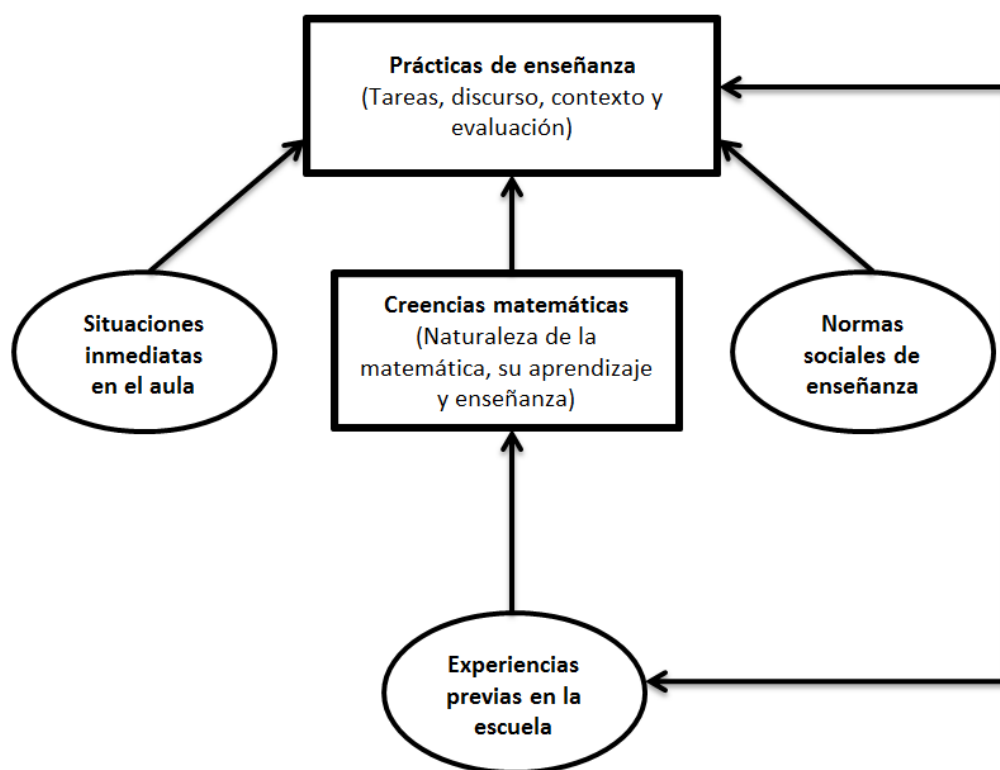 Prácticas de enseñanza
(Tareas, discurso, contexto y
evaluación)
Situaciones
inmediatas
en el aula
Creencias matemáticas
(Naturaleza de la
matemática, su aprendizaje
y enseñanza)
Normas
sociales de
enseñanza
Experiencias
previas en la
escuela